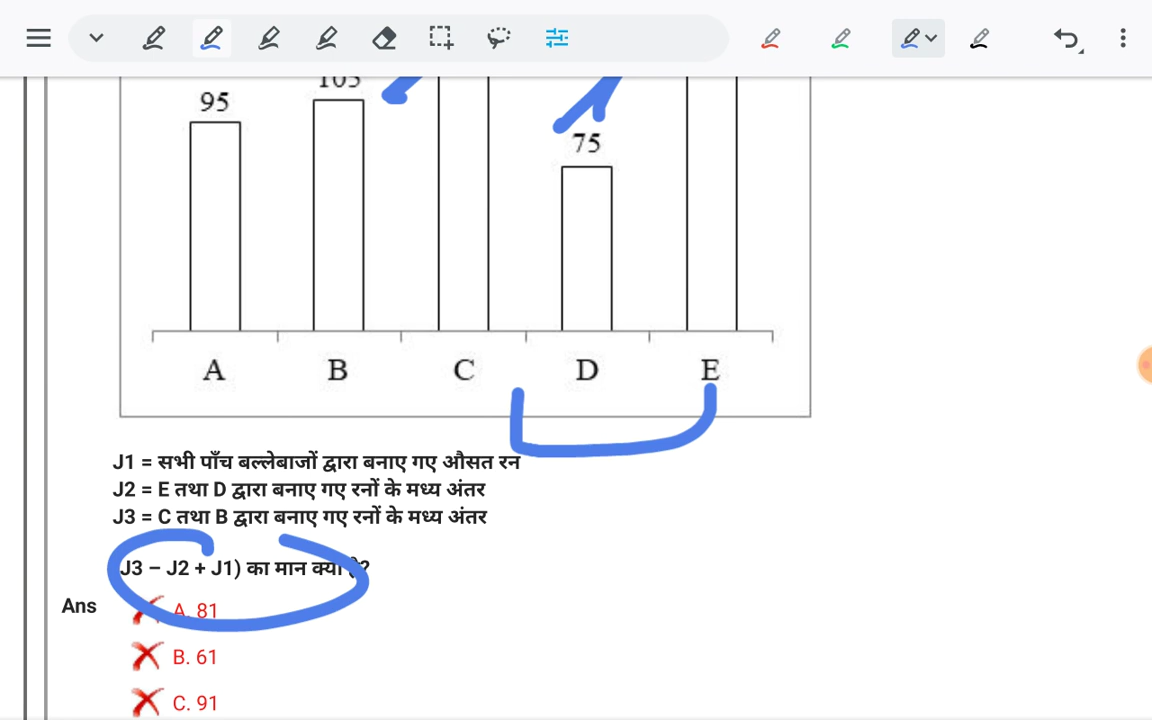 105
95
75
A B C D E
J1 = सभी पाँच बल्लेबाजों द्वारा बनाए गए औसत रन
J2 = E तथा D द्वारा बनाए गए रनों के मध्य अंतर
J3 = C तथा B द्वारा बनाए गए रनों के मध्य अंतर
J3 – J2 + J1) का मान क्या है?
Ans
A. 81
B. 61
C. 91